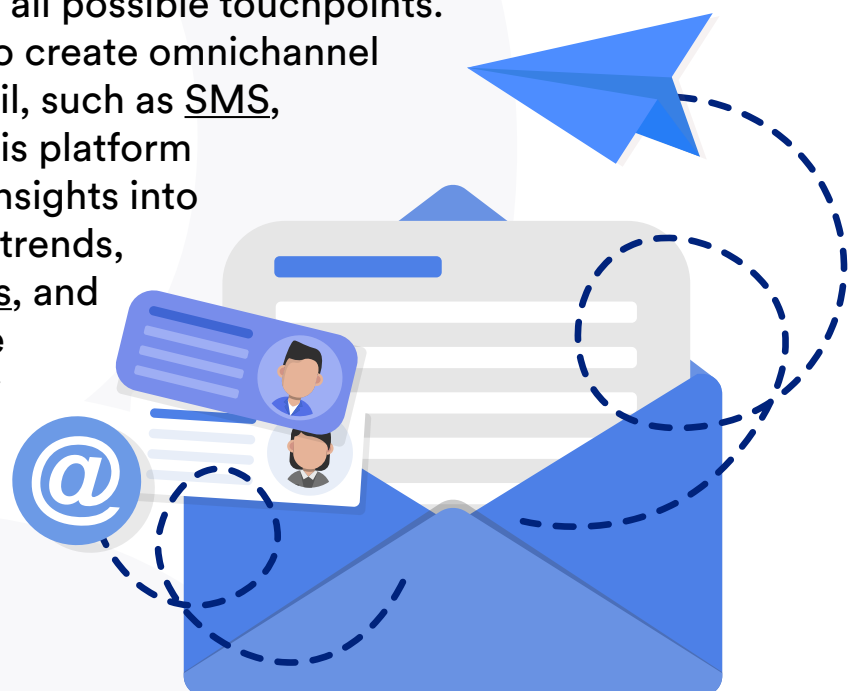 all possible touchpoints.
o create omnichannel
il, such as SMS,
is platform
nsights into
trends,
s, and
e
@